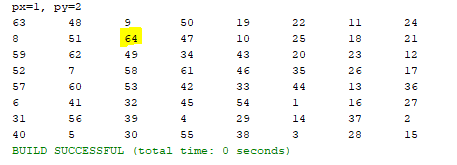 px=1, py=2
63 48 9 50 19 22 11 24
8 51 64 47 10 25 18 21
59 62 49 34 43 20 23 12
52 7 58 61 46 35 26 17
57 60 53 42 33 44 13 36
6 41 32 45 54 1 16 27
31 56 39 4 29 14 37 2
40 5 30 55 38 3 28 15
BUILD SUCCESSFUL (total time: 0 seconds)